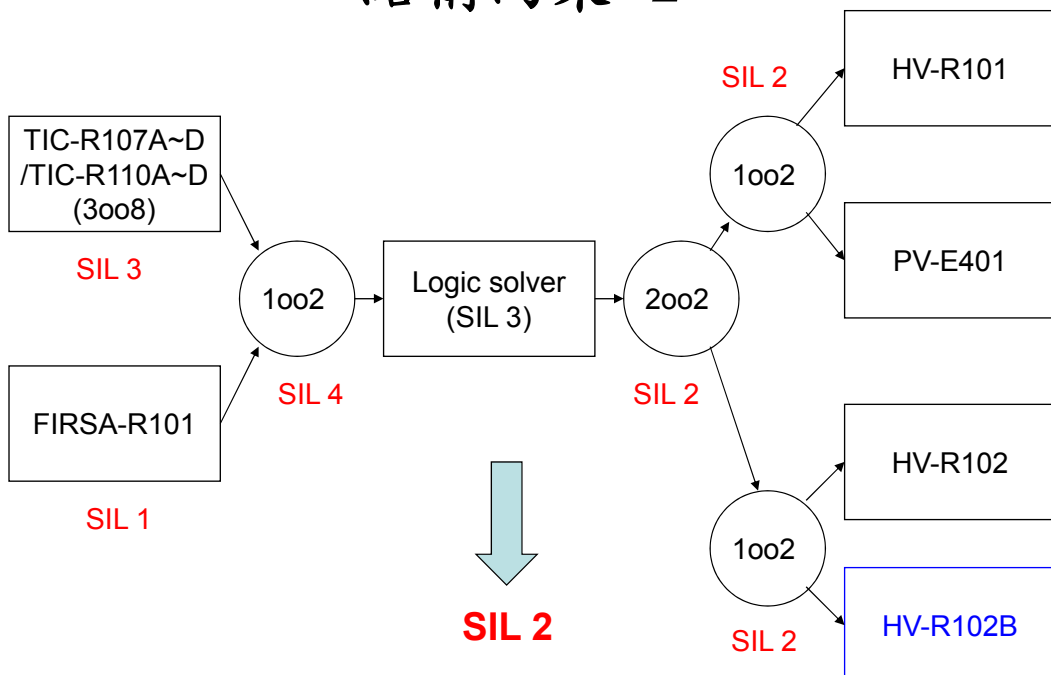 SIL 2
HV-R101
TIC-R107A~D
/TIC-R110A~D
(3oo8)
SIL 3
1oo2
PV-E401
1oo2
Logic solver
(SIL 3)
2oo2
SIL 4
SIL 2
FIRSA-R101
SIL 1
HV-R102
1oo2
SIL 2
SIL 2
HV-R102B